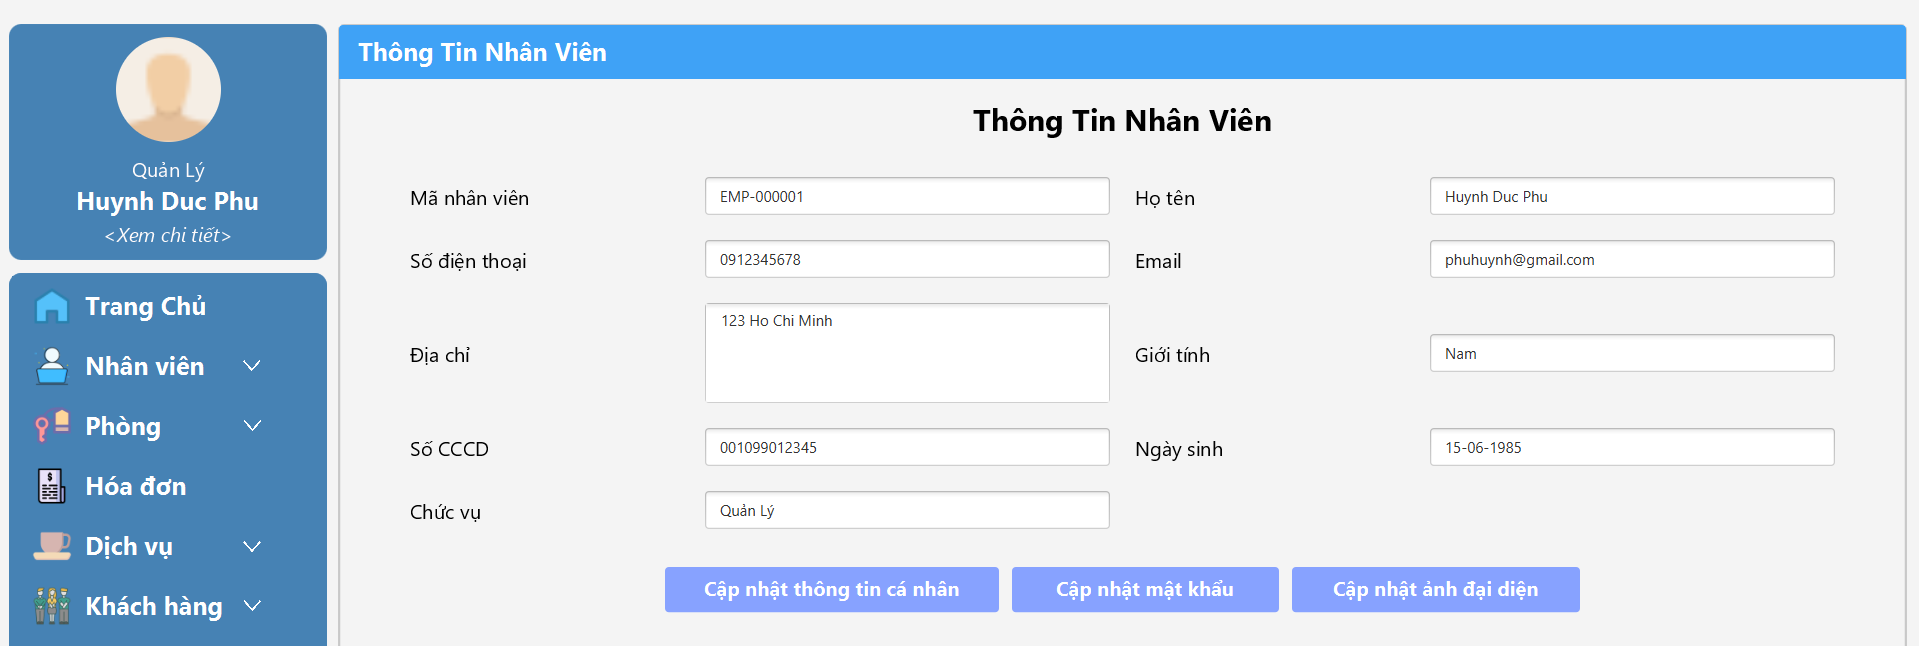 Quản Lý
Huynh Duc Phu
<Xem chi tiết>
Trang Chủ
Nhân viên
Phòng
Hóa đơn
Dịch vụ
Khách hàng
Thông Tin Nhân Viên
Thông Tin Nhân Viên
Mã nhân viên EMP-000001 Họ tên Huynh Duc Phu
Số điện thoại 0912345678 Email phuhuynh@gmail.com
Địa chỉ 123 Ho Chi Minh Giới tính Nam
Số CCCD 001099012345 Ngày sinh 15-06-1985
Chức vụ Quản Lý
Cập nhật thông tin cá nhân Cập nhật mật khẩu Cập nhật ảnh đại diện